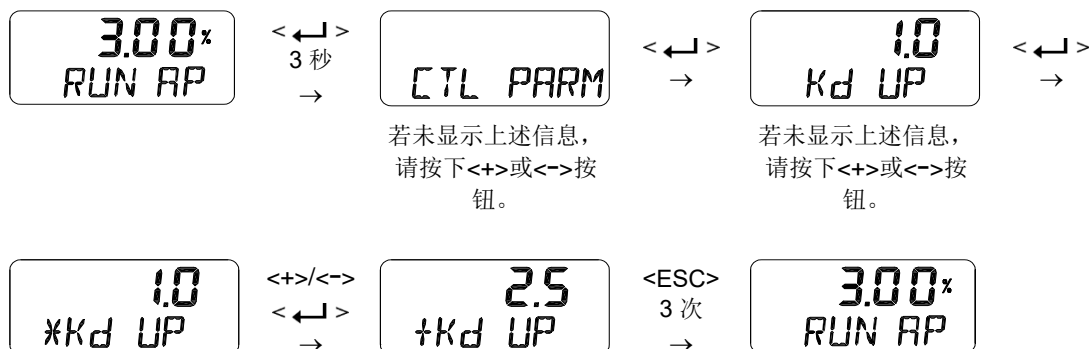 3.00% <↵> 1.0 <↵> <↵>
RUN AP 3 秒 CTL PARM → Kd UP →
→
若未显示上述信息, 若未显示上述信息,
请按下<+>或<->按 请按下<+>或<->按
钮。 钮。
1.0 <+>/<-> 2.5 <ESC> 3.00%
*Kd UP <↵> +Kd UP 3 次 RUN AP
→ →